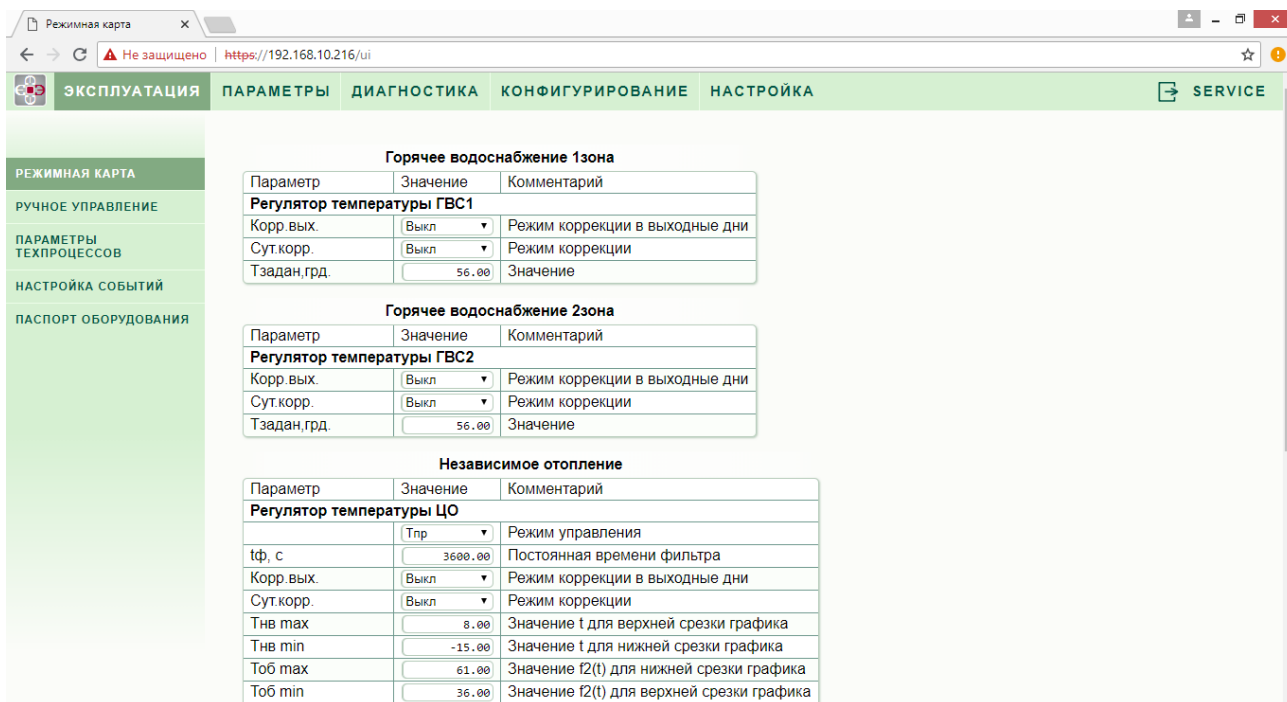 Режимная карта
Не защищено https://192.168.10.216/ui
ЭКСПЛУАТАЦИЯ ПАРАМЕТРЫ ДИАГНОСТИКА КОНФИГУРИРОВАНИЕ НАСТРОЙКА SERVICE
РЕЖИМНАЯ КАРТА
РУЧНОЕ УПРАВЛЕНИЕ
ПАРАМЕТРЫ
ТЕХПРОЦЕССОВ
НАСТРОЙКА СОБЫТИЙ
ПАСПОРТ ОБОРУДОВАНИЯ
Горячее водоснабжение 1зона
Параметр Значение Комментарий
Регулятор температуры ГВС1
Корр.вых. Выкл Режим коррекции в выходные дни
Сут.корр. Выкл Режим коррекции
Тзадан,грд. 56.00 Значение
Горячее водоснабжение 2зона
Параметр Значение Комментарий
Регулятор температуры ГВС2
Корр.вых. Выкл Режим коррекции в выходные дни
Сут.корр. Выкл Режим коррекции
Тзадан,грд. 56.00 Значение
Независимое отопление
Параметр Значение Комментарий
Регулятор температуры ЦО
Тпр Режим управления
tф, с 3600.00 Постоянная времени фильтра
Корр.вых. Выкл Режим коррекции в выходные дни
Сут.корр. Выкл Режим коррекции
Тнв max 8.00 Значение t для верхней срезки графика
Тнв min -15.00 Значение t для нижней срезки графика
Тоб max 61.00 Значение f2(t) для нижней срезки графика
Тоб min 36.00 Значение f2(t) для верхней срезки графика